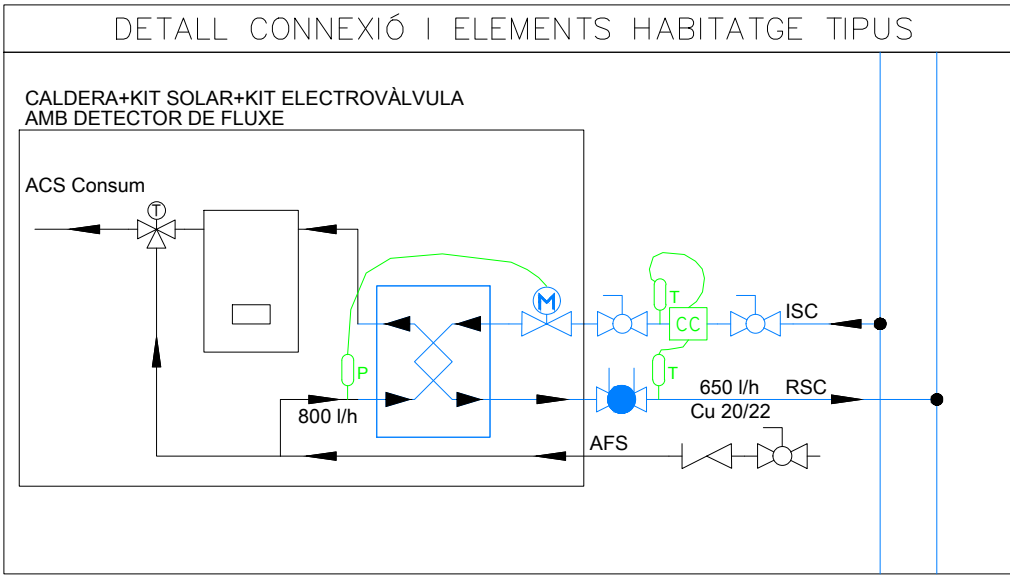 DETALL CONNEXIÓ I ELEMENTS HABITATGE TIPUS
CALDERA+KIT SOLAR+KIT ELECTROVÀLVULA
AMB DETECTOR DE FLUXE
ACS Consum
T
M
T
CC
ISC
P
T
650 l/h
RSC
800 l/h
Cu 20/22
AFS